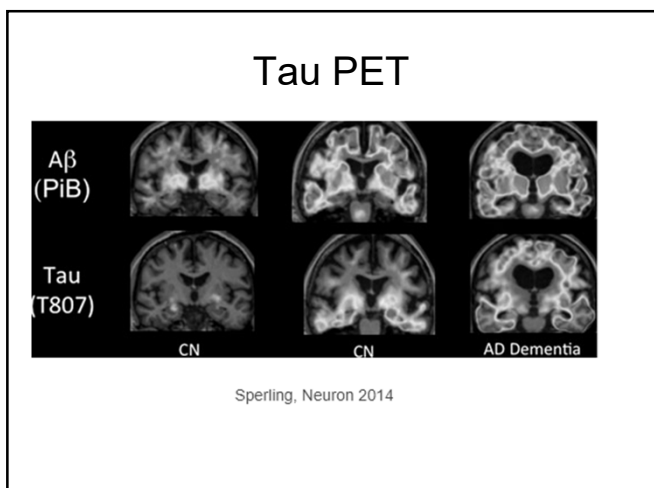 Tau PET
Aβ
(PiB)
Tau
(T807)
CN
CN
AD Dementia
Sperling, Neuron 2014